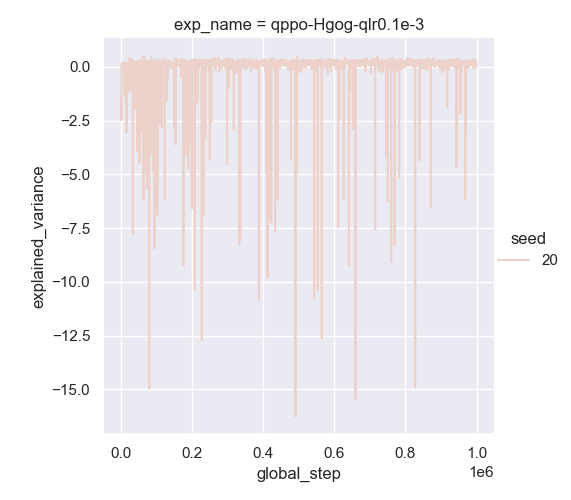 exp_name = qppo-Hgog-qlr0.1e-3
0.0
−2.5
−5.0
−7.5
−10.0
−12.5
−15.0
explained_variance
0.0 0.2 0.4 0.6 0.8 1.0
1e6
global_step
seed
20